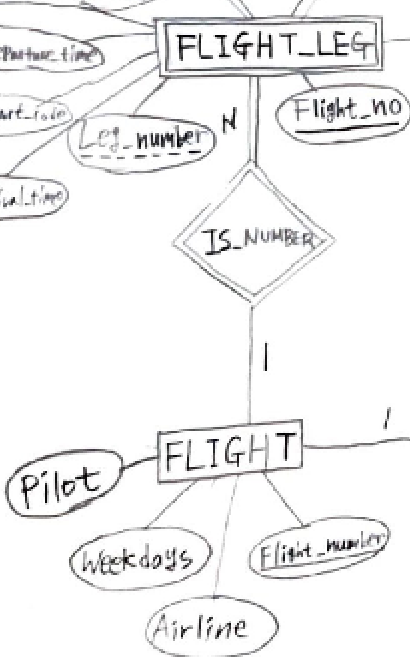 FLIGHT_LEG
Flight_no
Leg_number
N
IS_NUMBER
1
FLIGHT
1
Pilot
Weekdays
Flight_number
Airline